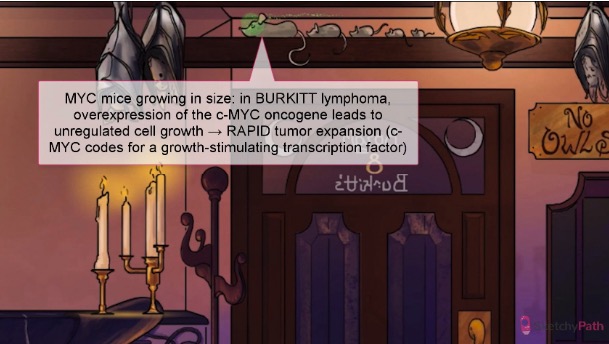 MYC mice growing in size: in BURKITT lymphoma,
overexpression of the c-MYC oncogene leads to
unregulated cell growth → RAPID tumor expansion (c-
MYC codes for a growth-stimulating transcription factor)
No
OWLS
8
Burkitt's
SketchyPath